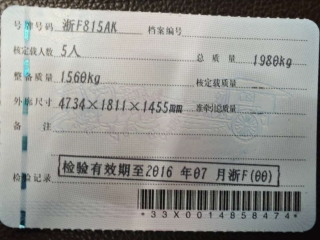 号牌号码 浙F815AK 档案编号
核定载人数 5人 总质量 1980kg
整备质量 1560kg 核定载质量
外廓尺寸 4734×1811×1455mm 准牵引总质量
备注
检验记录 检验有效期至2016年07月浙F(00)
*33X0014858474*